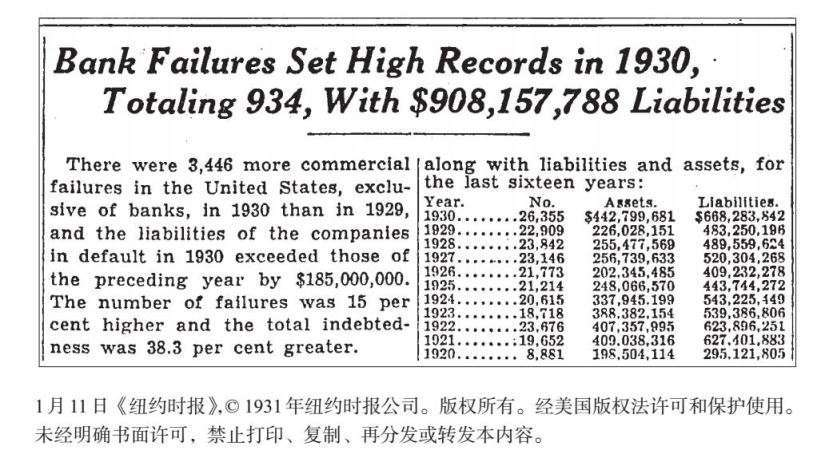 Bank Failures Set High Records in 1930,
Totaling 934, With $908,157,788 Liabilities
There were 3,446 more commercial
failures in the United States, exclu-
sive of banks, in 1930 than in 1929,
and the liabilities of the companies
in default in 1930 exceeded those of
the preceding year by $185,000,000.
The number of failures was 15 per
cent higher and the total indebted-
ness was 38.3 per cent greater.
along with liabilities and assets, for
the last sixteen years:
Year. No. Assets. Liabilities.
1930........26,355 $442,799,681 $668,283,842
1929........22,909 226,028,151 483,250,196
1928........23,842 255,477,569 489,559,624
1927........23,146 256,739,633 520,304,268
1926........21,773 202,345,485 409,232,278
1925........21,214 248,066,570 443,744,272
1924........20,615 337,945,199 543,225,449
1923........18,718 388,382,154 539,386,806
1922........23,676 407,357,995 623,896,251
1921........19,652 409,038,316 627,401,883
1920........ 8,881 198,504,114 295,121,805
1月11日《纽约时报》,© 1931年纽约时报公司。版权所有。经美国版权法许可和保护使用。
未经明确书面许可，禁止打印、复制、再分发或转发本内容。